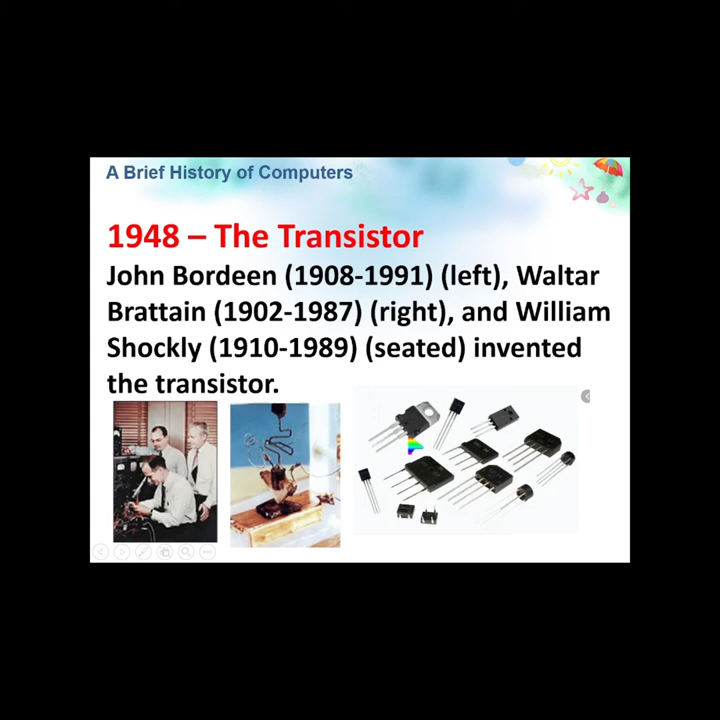 A Brief History of Computers
1948 – The Transistor
John Bordeen (1908-1991) (left), Waltar
Brattain (1902-1987) (right), and William
Shockly (1910-1989) (seated) invented
the transistor.